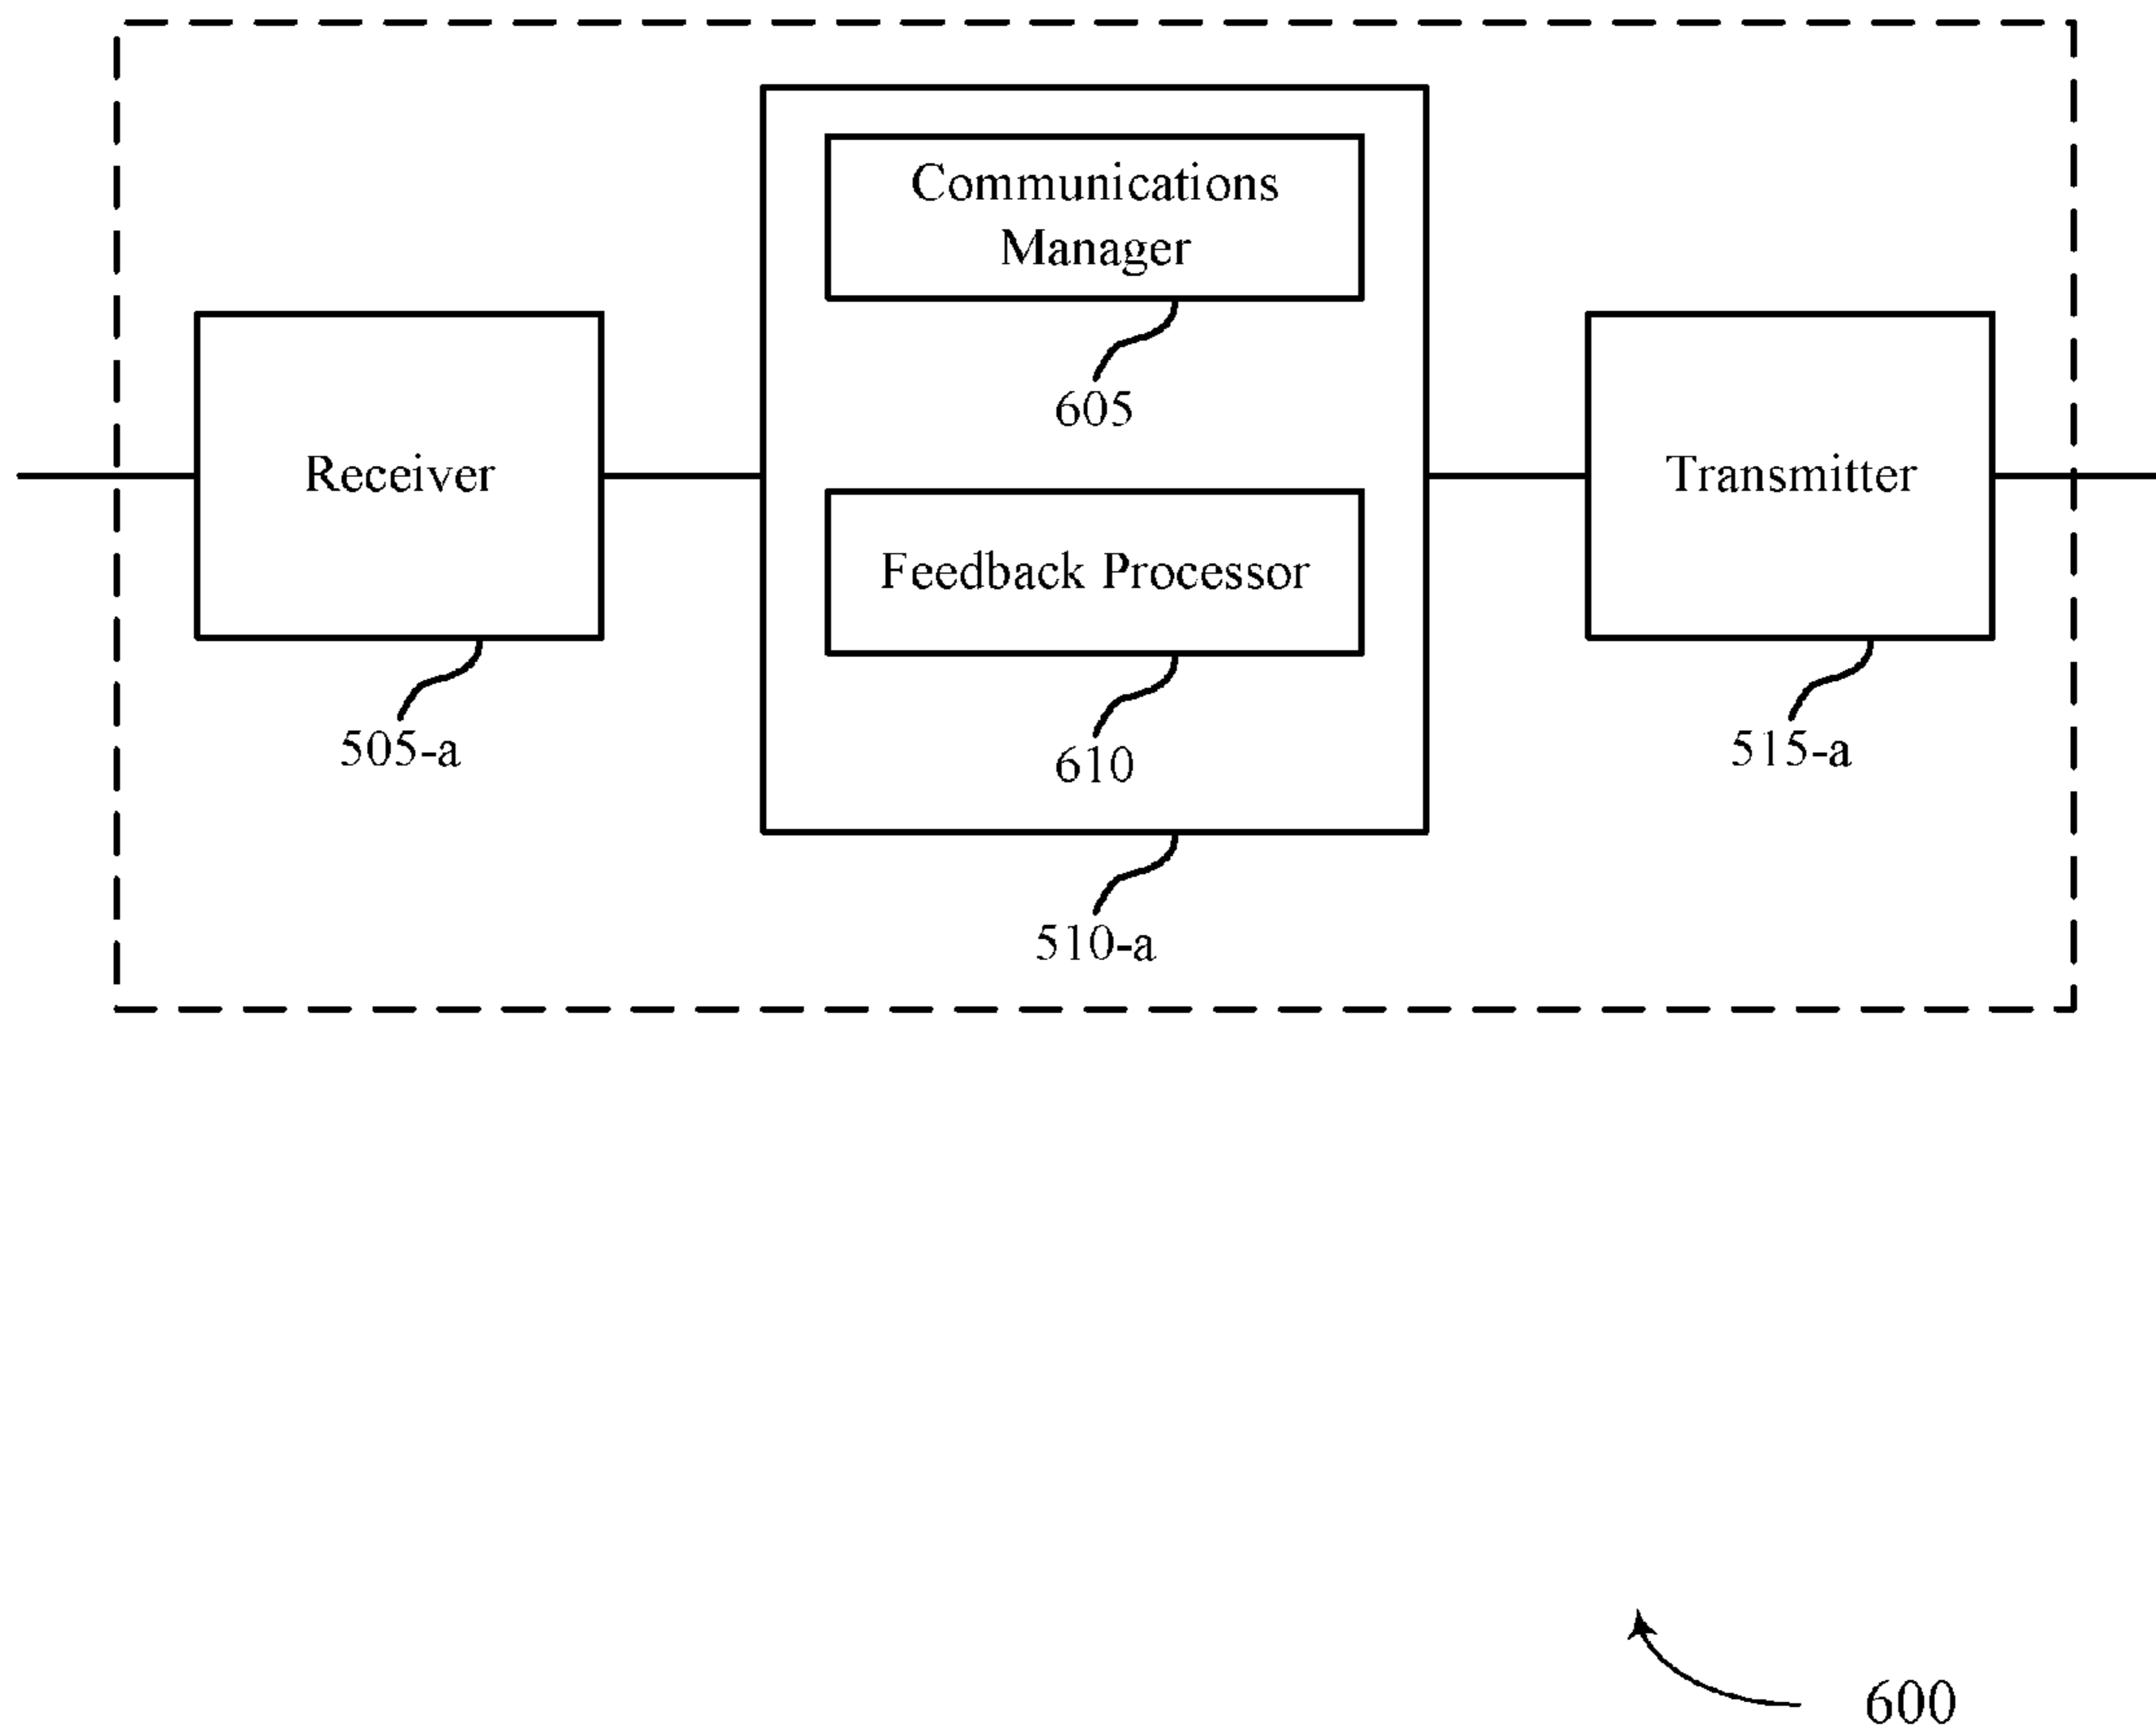 Communications
Manager
605
Receiver
Transmitter
Feedback Processor
505-a
610
515-a
510-a
600